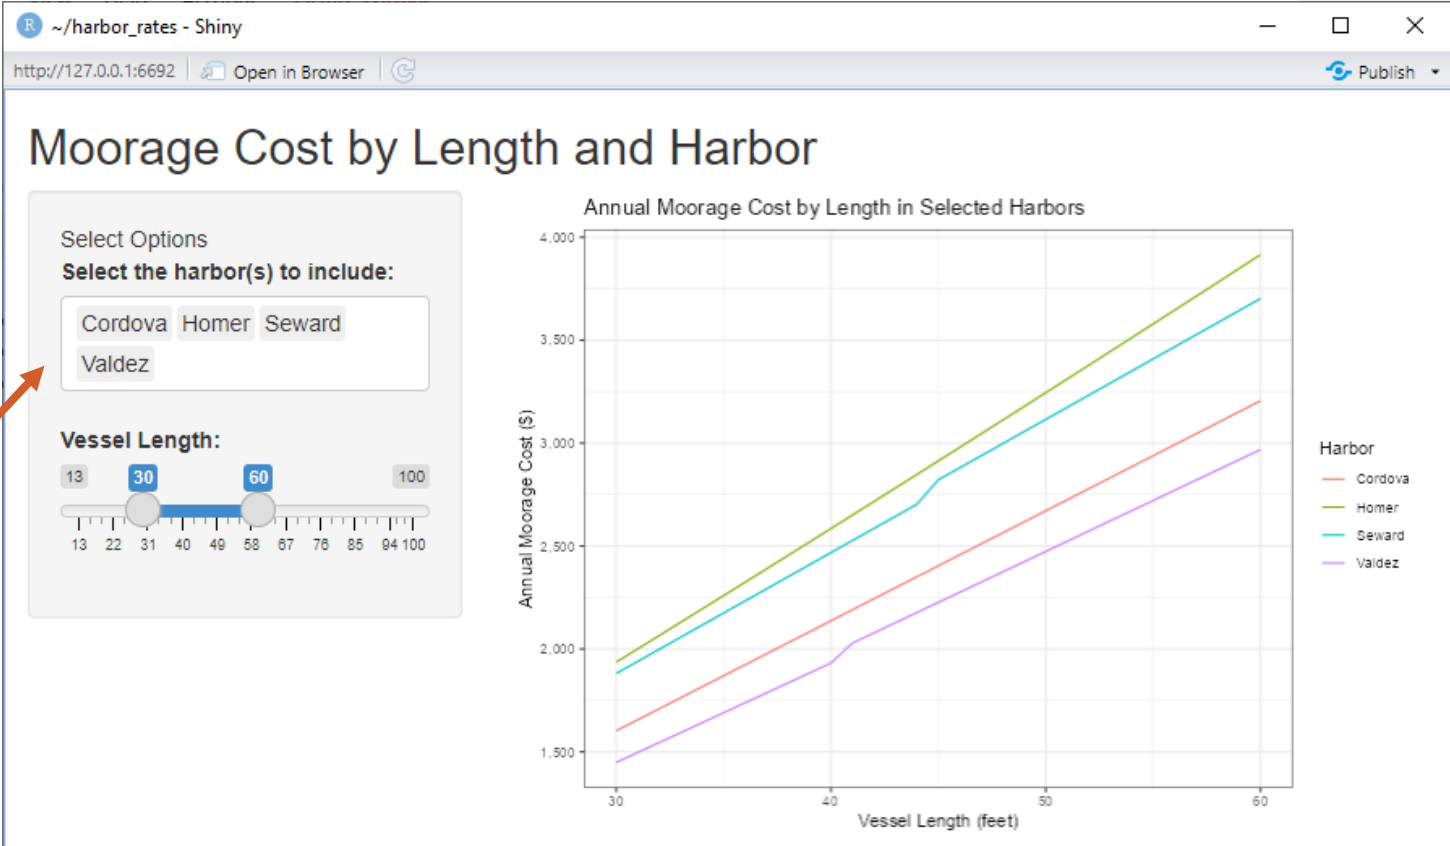 R ~/harbor_rates - Shiny
http://127.0.0.1:6692 Open in Browser Publish
Moorage Cost by Length and Harbor
Select Options
Select the harbor(s) to include:
Cordova Homer Seward
Valdez
Vessel Length:
13 30 60 100
13 22 31 40 49 58 67 76 85 94 100
Annual Moorage Cost by Length in Selected Harbors
Annual Moorage Cost ($)
4,000
3,500
3,000
2,500
2,000
1,500
30 40 50 60
Vessel Length (feet)
Harbor
Cordova
Homer
Seward
Valdez